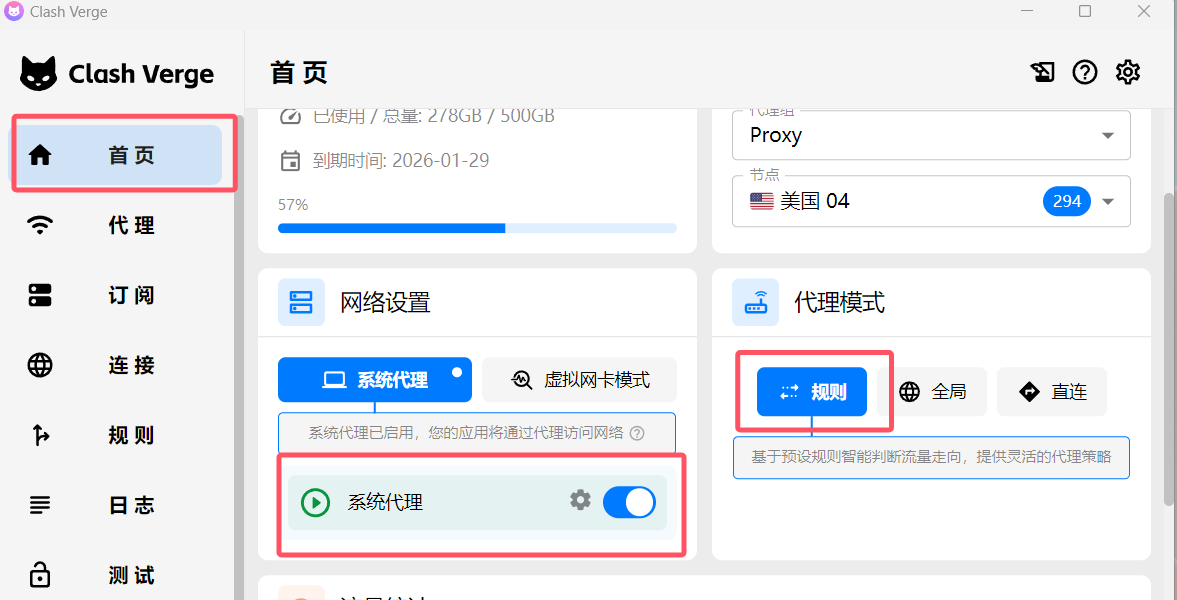 Clash Verge
Clash Verge
首页
首页
代理
订阅
连接
规则
日志
测试
已使用 / 总量: 278GB / 500GB
到期时间: 2026-01-29
57%
代理组
Proxy
节点
美国 04
294
网络设置
系统代理
虚拟网卡模式
系统代理已启用，您的应用将通过代理访问网络
系统代理
代理模式
规则
全局
直连
基于预设规则智能判断流量走向，提供灵活的代理策略